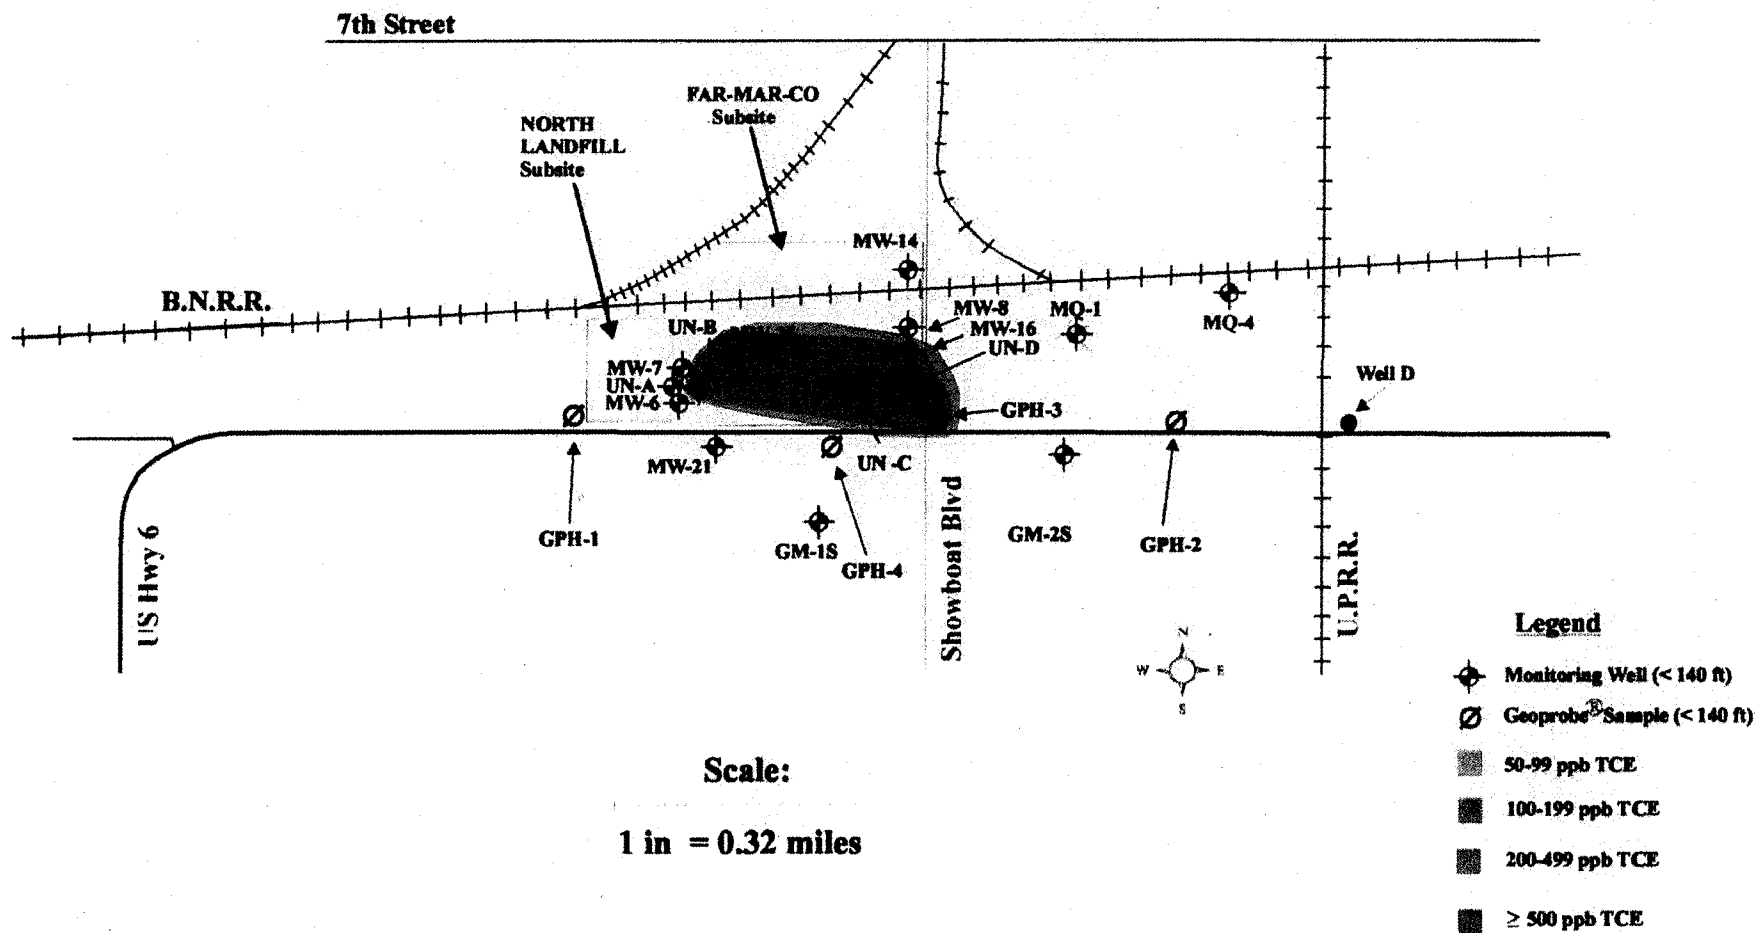 7th Street
FAR-MAR-CO
Subsite
NORTH
LANDFILL
Subsite
MW-14
B.N.R.R.
UN-B
MW-8
MQ-1
MW-16
MQ-4
UN-D
MW-7
UN-A
MW-6
Well D
GPH-3
MW-21
UN-C
GPH-1
GM-1S
GPH-4
GM-2S
GPH-2
US Hwy 6
Showboat Blvd
U.P.R.R.
N
W E
S
Legend
Monitoring Well (< 140 ft)
Geoprobe® Sample (< 140 ft)
50-99 ppb TCE
100-199 ppb TCE
200-499 ppb TCE
≥ 500 ppb TCE
Scale:
1 in = 0.32 miles